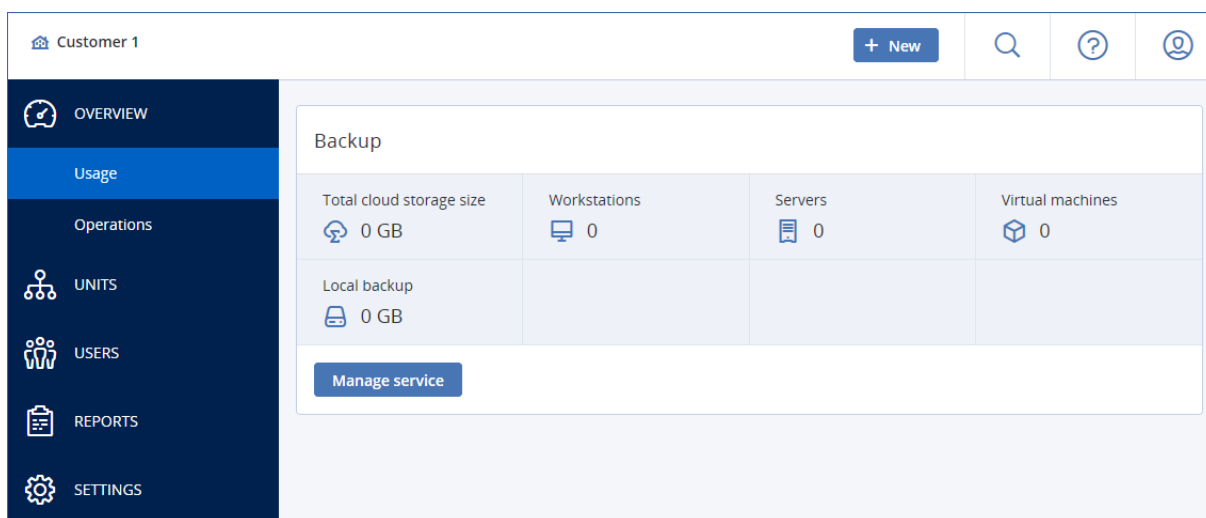 Customer 1
+ New
OVERVIEW
Usage
Operations
UNITS
USERS
REPORTS
SETTINGS
Backup
Total cloud storage size
0 GB
Workstations
0
Servers
0
Virtual machines
0
Local backup
0 GB
Manage service